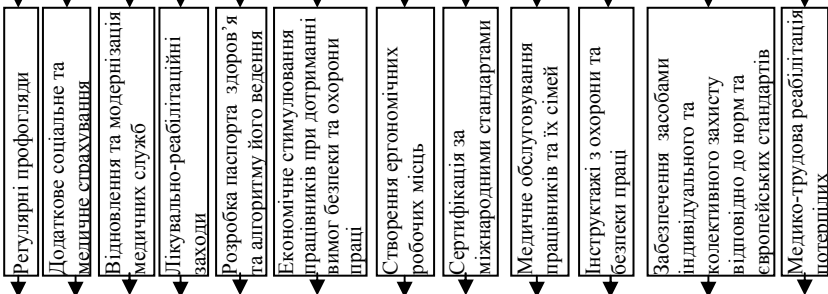 Регулярні профогляди
Додаткове соціальне та
медичне страхування
Відновлення та модернізація
медичних служб
Лікувально-реабілітаційні
заходи
Розробка паспорта здоров'я
та алгоритму його ведення
Економічне стимулювання
працівників при дотриманні
вимог безпеки та охорони
праці
Створення ергономічних
робочих місць
Сертифікація за
міжнародними стандартами
Медичне обслуговування
працівників та їх сімей
Інструктажі з охорони та
безпеки праці
Забезпечення засобами
індивідуального та
колективного захисту
відповідно до норм та
європейських стандартів
Медико-трудова реабілітація
потерпілих